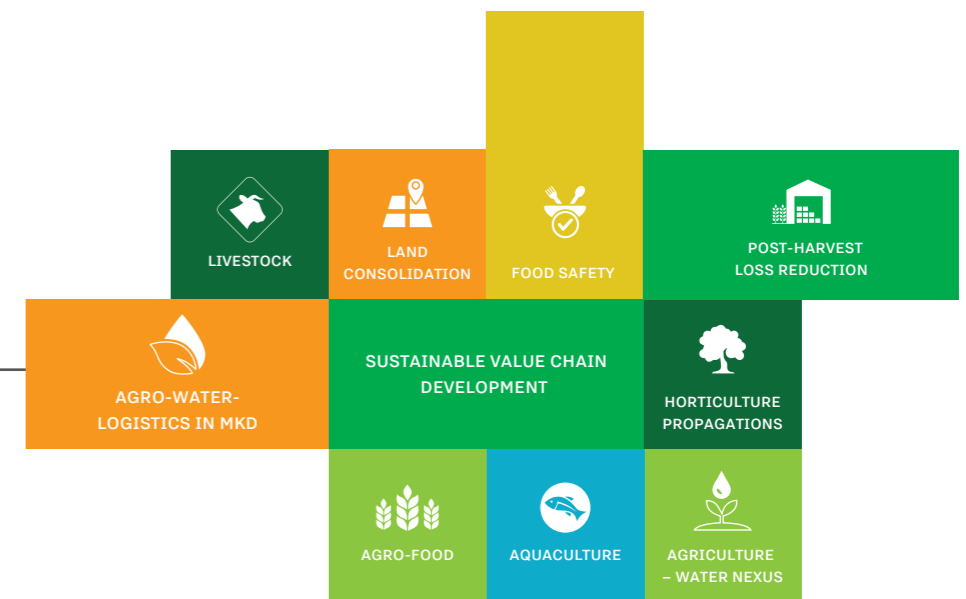 LIVESTOCK
LAND
CONSOLIDATION
FOOD SAFETY
POST-HARVEST
LOSS REDUCTION
AGRO-WATER-
LOGISTICS IN MKD
SUSTAINABLE VALUE CHAIN
DEVELOPMENT
HORTICULTURE
PROPAGATIONS
AGRO-FOOD
AQUACULTURE
AGRICULTURE
– WATER NEXUS